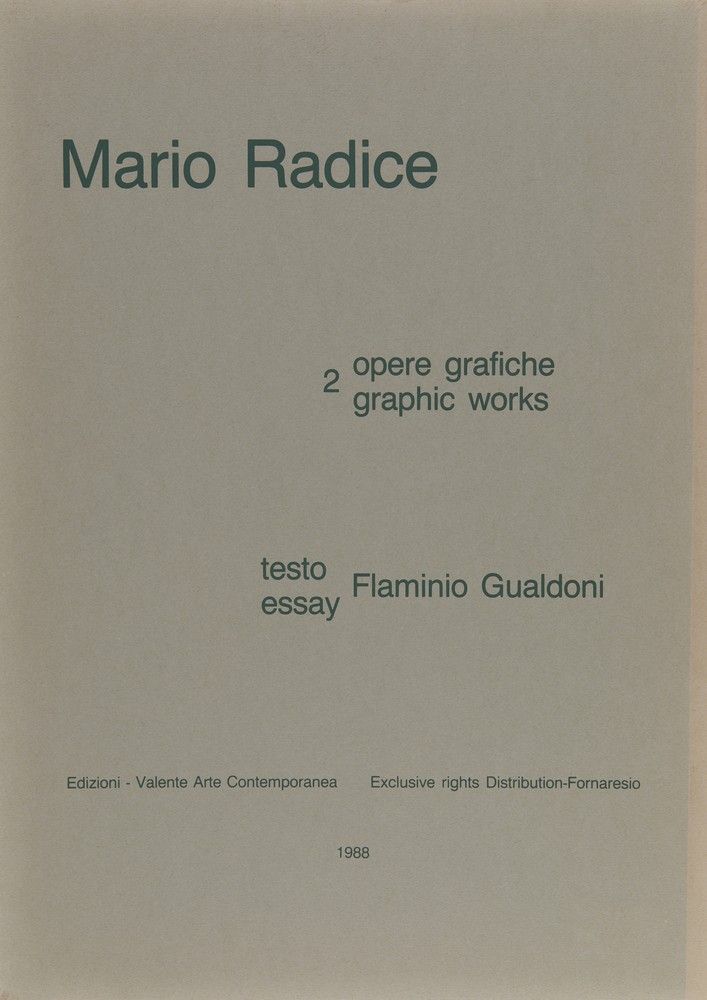 Mario Radice
2 opere grafiche
graphic works
testo
essay Flaminio Gualdoni
Edizioni - Valente Arte Contemporanea Exclusive rights Distribution-Fornaresio
1988